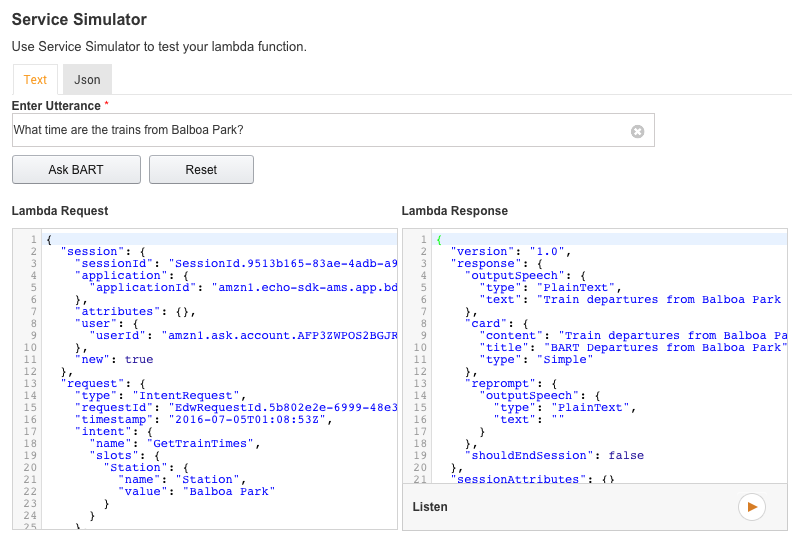 Service Simulator
Use Service Simulator to test your lambda function.
Text
Json
Enter Utterance *
What time are the trains from Balboa Park?
Ask BART
Reset
Lambda Request
1 {
2 "session": {
3 "sessionId": "SessionId.9513b165-83ae-4adb-a9
4 "application": {
5 "applicationId": "amzn1.echo-sdk-ams.app.bd
6 },
7 "attributes": {},
8 "user": {
9 "userId": "amzn1.ask.account.AFP3ZWPOS2BGJR
10 },
11 "new": true
12 },
13 "request": {
14 "type": "IntentRequest",
15 "requestId": "EdwRequestId.5b802e2e-6999-48e3
16 "timestamp": "2016-07-05T01:08:53Z",
17 "intent": {
18 "name": "GetTrainTimes",
19 "slots": {
20 "Station": {
21 "name": "Station",
22 "value": "Balboa Park"
23 }
24 }
25 }
Lambda Response
1 {
2 "version": "1.0",
3 "response": {
4 "outputSpeech": {
5 "type": "PlainText",
6 "text": "Train departures from Balboa Park
7 },
8 "card": {
9 "content": "Train departures from Balboa Pa
10 "title": "BART Departures from Balboa Park"
11 "type": "Simple"
12 },
13 "reprompt": {
14 "outputSpeech": {
15 "type": "PlainText",
16 "text": ""
17 }
18 },
19 "shouldEndSession": false
20 },
21 "sessionAttributes": {}
Listen